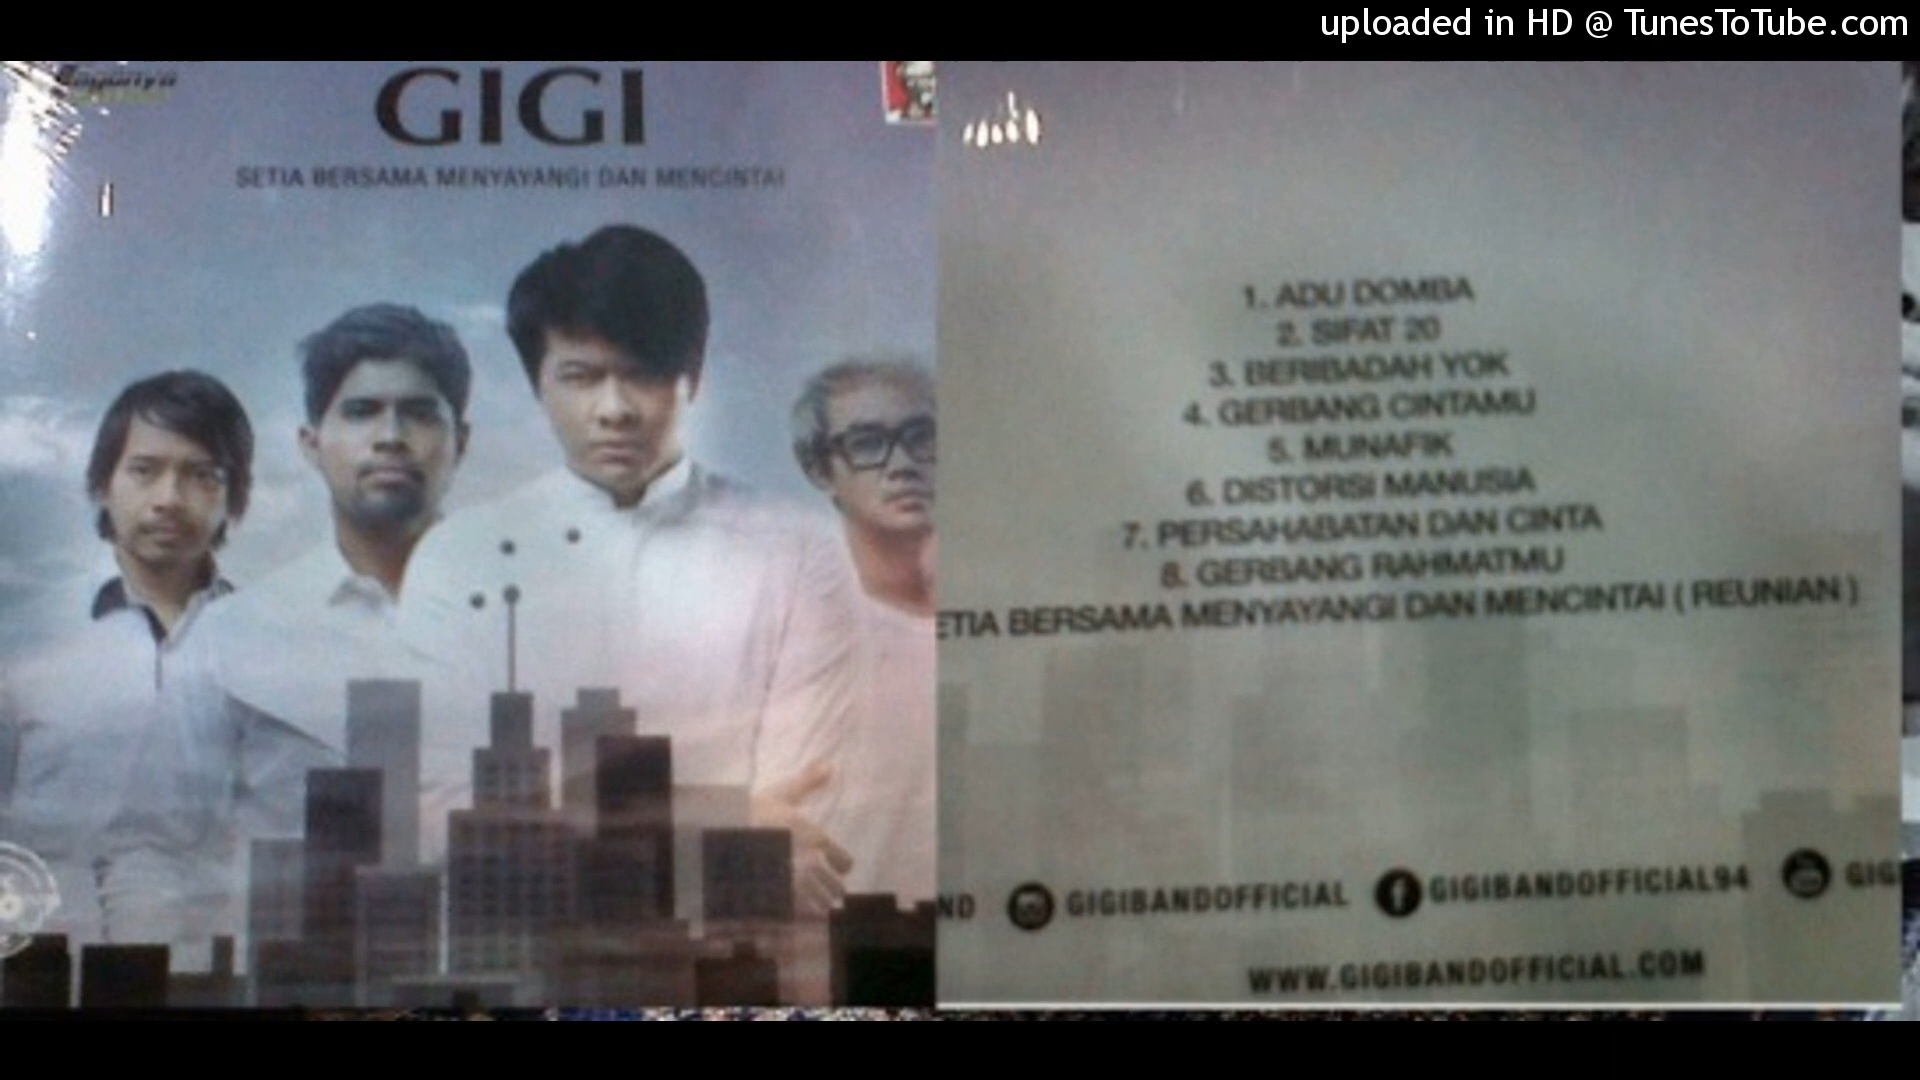 uploaded in HD @ TunesToTube.com
GIGI
SETIA BERSAMA MENYAYANGI DAN MENCINTAI
1. ADU DOMBA
2. SIFAT 20
3. BERIBADAH YOK
4. GERBANG CINTAMU
5. MUNAFIK
6. DISTORSI MANUSIA
7. PERSAHABATAN DAN CINTA
8. GERBANG RAHMATMU
ETIA BERSAMA MENYAYANGI DAN MENCINTAI ( REUNIAN )
ND GIGIBANDOFFICIAL GIGIBANDOFFICIAL94 GIG
WWW.GIGIBANDOFFICIAL.COM